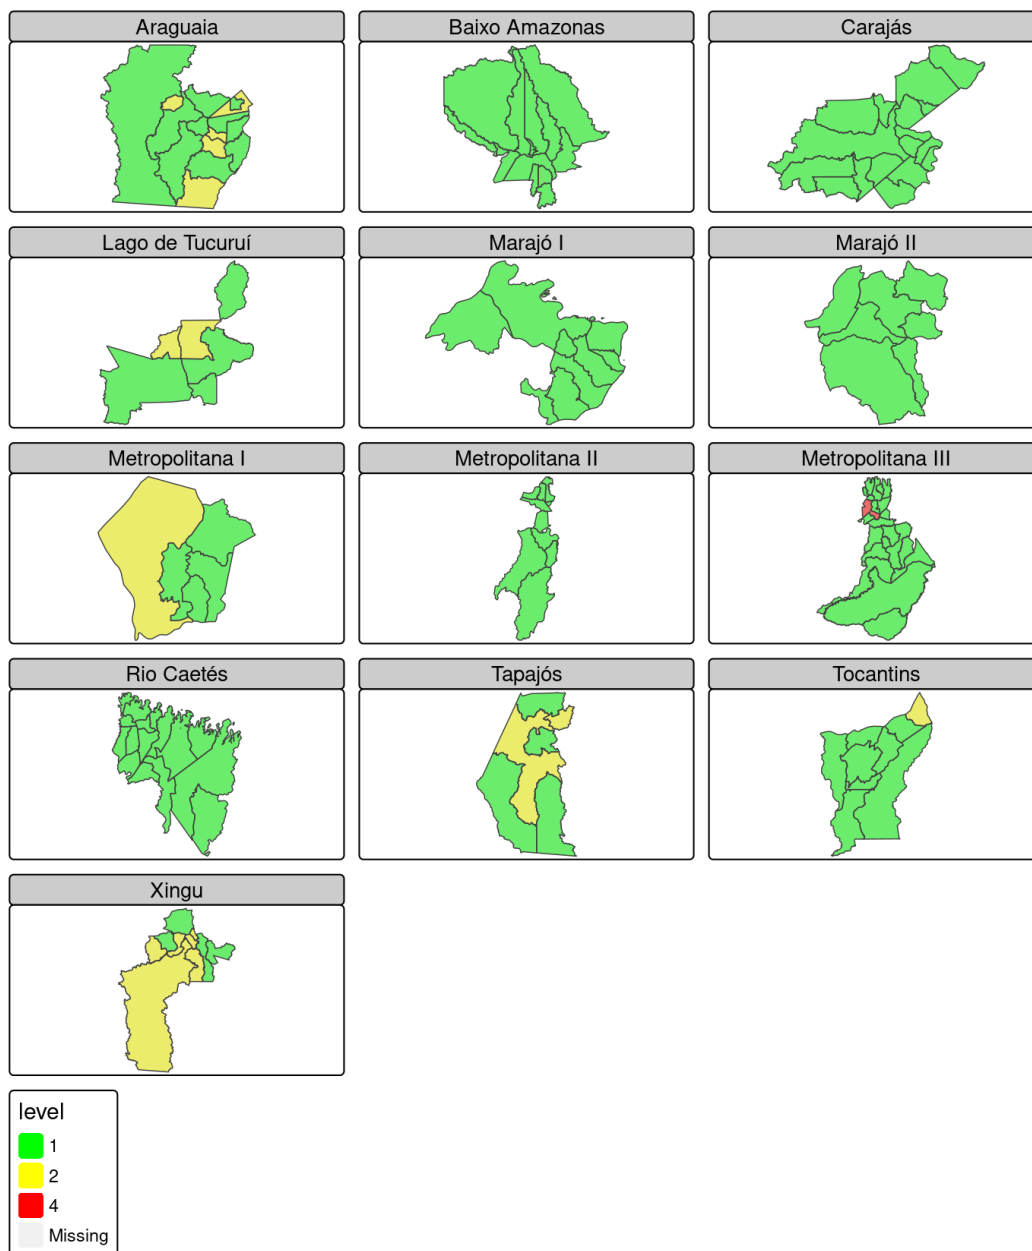 Araguaia
Baixo Amazonas
Carajás
Lago de Tucuruí
Marajó I
Marajó II
Metropolitana I
Metropolitana II
Metropolitana III
Rio Caetés
Tapajós
Tocantins
Xingu
level
1
2
4
Missing